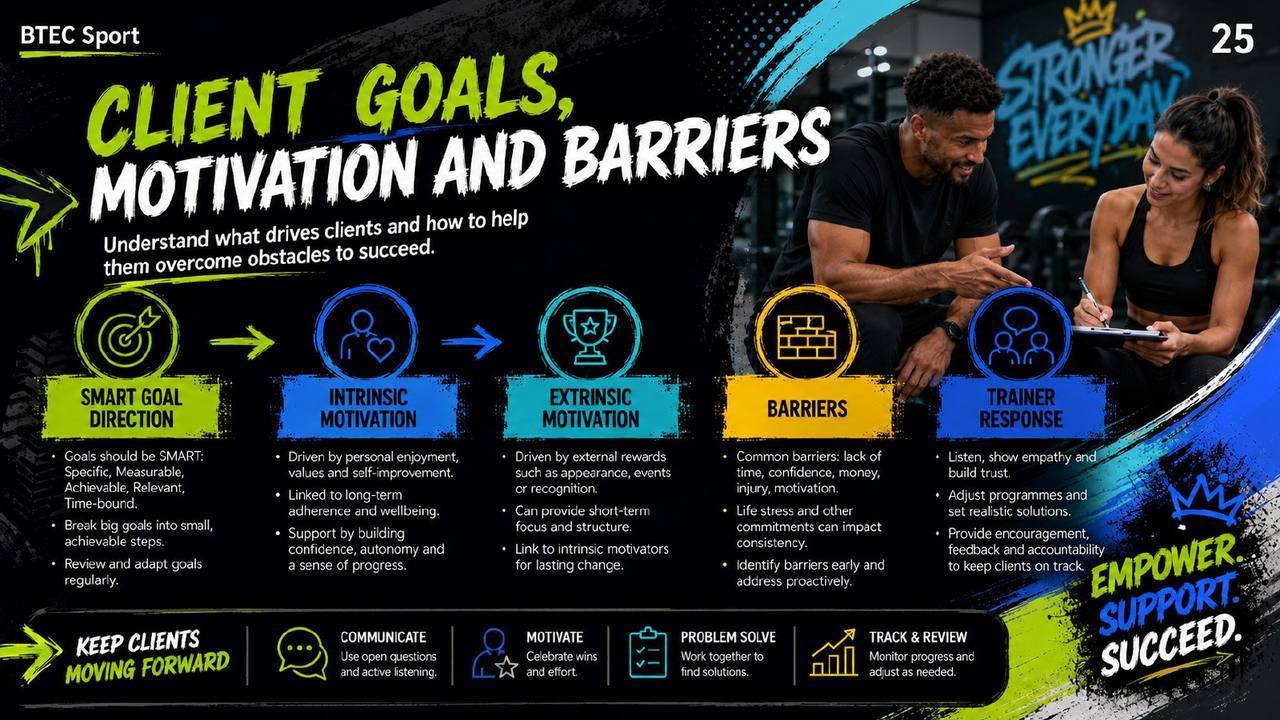 BTEC Sport
25
CLIENT GOALS,
MOTIVATION AND BARRIERS
Understand what drives clients and how to help
them overcome obstacles to succeed.
STRONGER
EVERYDAY
SMART GOAL
DIRECTION
• Goals should be SMART:
Specific, Measurable,
Achievable, Relevant,
Time-bound.
• Break big goals into small,
achievable steps.
• Review and adapt goals
regularly.
INTRINSIC
MOTIVATION
• Driven by personal enjoyment,
values and self-improvement.
• Linked to long-term
adherence and wellbeing.
• Support by building
confidence, autonomy and
a sense of progress.
EXTRINSIC
MOTIVATION
• Driven by external rewards
such as appearance, events
or recognition.
• Can provide short-term
focus and structure.
• Link to intrinsic motivators
for lasting change.
BARRIERS
• Common barriers: lack of
time, confidence, money,
injury, motivation.
• Life stress and other
commitments can impact
consistency.
• Identify barriers early and
address proactively.
TRAINER
RESPONSE
• Listen, show empathy and
build trust.
• Adjust programmes and
set realistic solutions.
• Provide encouragement,
feedback and accountability
to keep clients on track.
EMPOWER.
SUPPORT.
SUCCEED.
KEEP CLIENTS
MOVING FORWARD
COMMUNICATE
Use open questions
and active listening.
MOTIVATE
Celebrate wins
and effort.
PROBLEM SOLVE
Work together to
find solutions.
TRACK & REVIEW
Monitor progress and
adjust as needed.